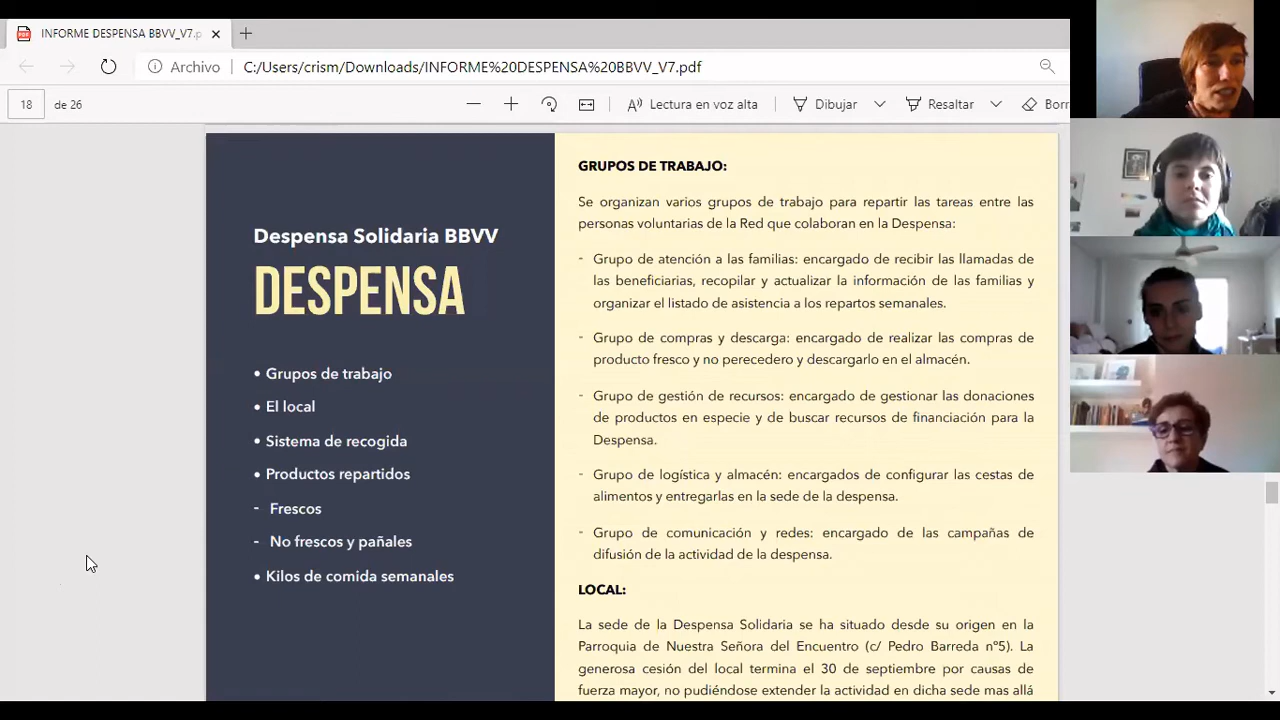 INFORME DESPENSA BBVV_V7.p
Archivo
C:/Users/crism/Downloads/INFORME%20DESPENSA%20BBVV_V7.pdf
18
de 26
Lectura en voz alta
Dibujar
Resaltar
Borr
Despensa Solidaria BBVV
DESPENSA
• Grupos de trabajo
• El local
• Sistema de recogida
• Productos repartidos
- Frescos
- No frescos y pañales
• Kilos de comida semanales
GRUPOS DE TRABAJO:
Se organizan varios grupos de trabajo para repartir las tareas entre las
personas voluntarias de la Red que colaboran en la Despensa:
- Grupo de atención a las familias: encargado de recibir las llamadas de
las beneficiarias, recopilar y actualizar la información de las familias y
organizar el listado de asistencia a los repartos semanales.
- Grupo de compras y descarga: encargado de realizar las compras de
producto fresco y no perecedero y descargarlo en el almacén.
- Grupo de gestión de recursos: encargado de gestionar las donaciones
de productos en especie y de buscar recursos de financiación para la
Despensa.
- Grupo de logística y almacén: encargados de configurar las cestas de
alimentos y entregarlas en la sede de la despensa.
- Grupo de comunicación y redes: encargado de las campañas de
difusión de la actividad de la despensa.
LOCAL:
La sede de la Despensa Solidaria se ha situado desde su origen en la
Parroquia de Nuestra Señora del Encuentro (c/ Pedro Barreda nº5). La
generosa cesión del local termina el 30 de septiembre por causas de
fuerza mayor, no pudiéndose extender la actividad en dicha sede mas allá